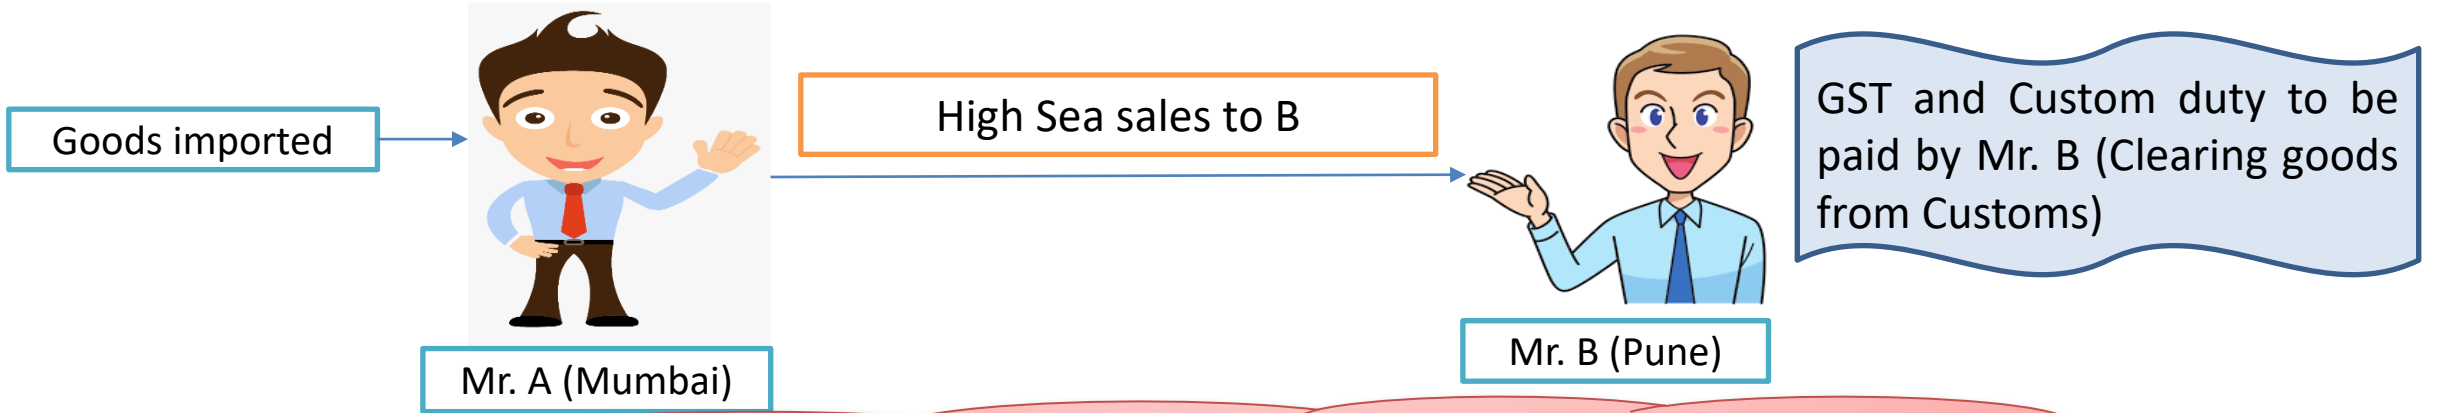 Goods imported
High Sea sales to B
GST and Custom duty to be
paid by Mr. B (Clearing goods
from Customs)
Mr. A (Mumbai)
Mr. B (Pune)